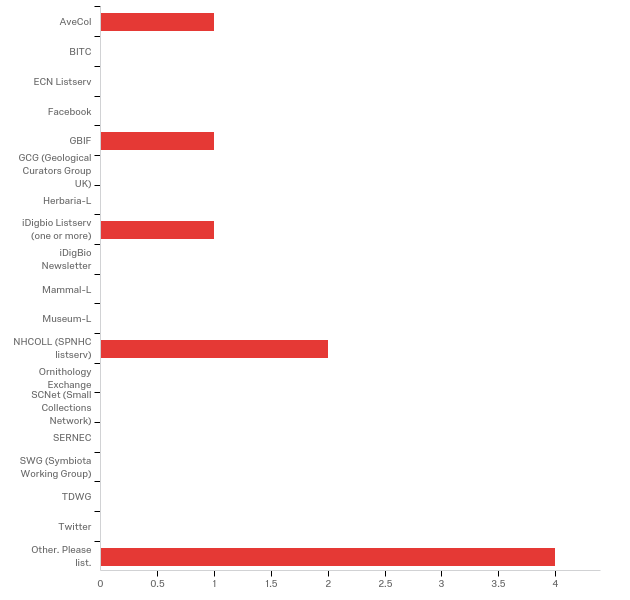 AveCol
BITC
ECN Listserv
Facebook
GBIF
GCG (Geological
Curators Group
UK)
Herbaria-L
iDigbio Listserv
(one or more)
iDigBio
Newsletter
Mammal-L
Museum-L
NHCOLL (SPNHC
listserv)
Ornithology
Exchange
SCNet (Small
Collections
Network)
SERNEC
SWG (Symbiota
Working Group)
TDWG
Twitter
Other. Please
list.
0 0.5 1 1.5 2 2.5 3 3.5 4